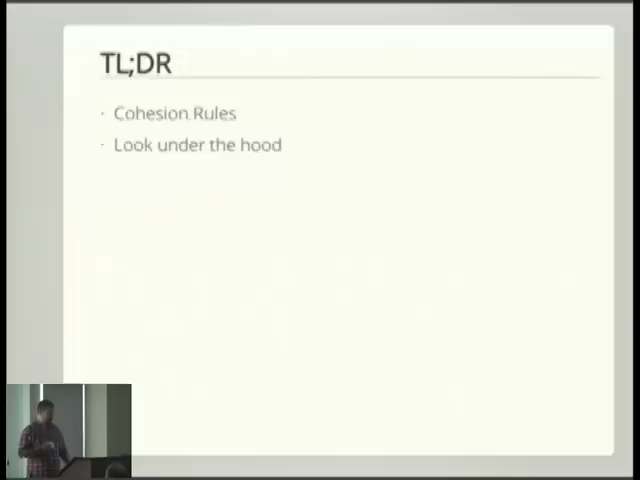 TL;DR
· Cohesion Rules
· Look under the hood